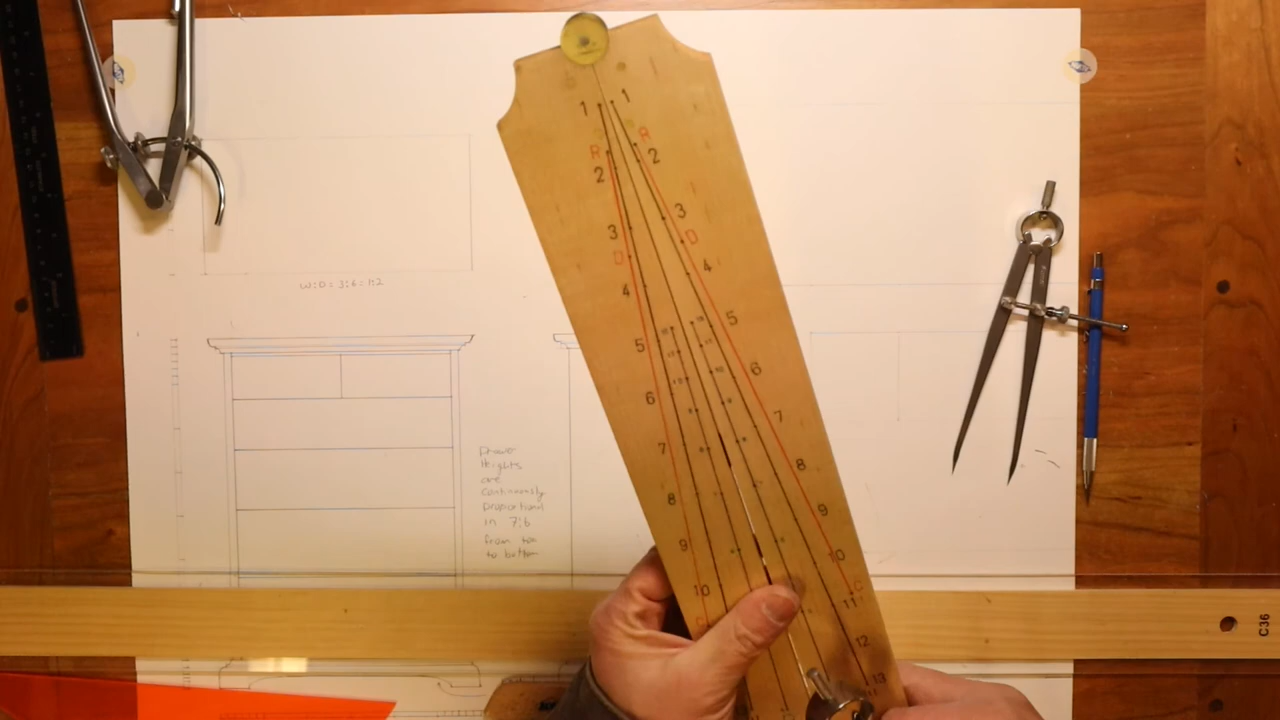 W:D = 3:6 = 1:2
Drawer
Heights
are
continuously
proportional
in 7:6
from top
to bottom
1 1
R R
2 2
3 3
D D
4 4
5 5
6 6
7 7
8 8
9 9
10 10
C C
11
12
13
C36